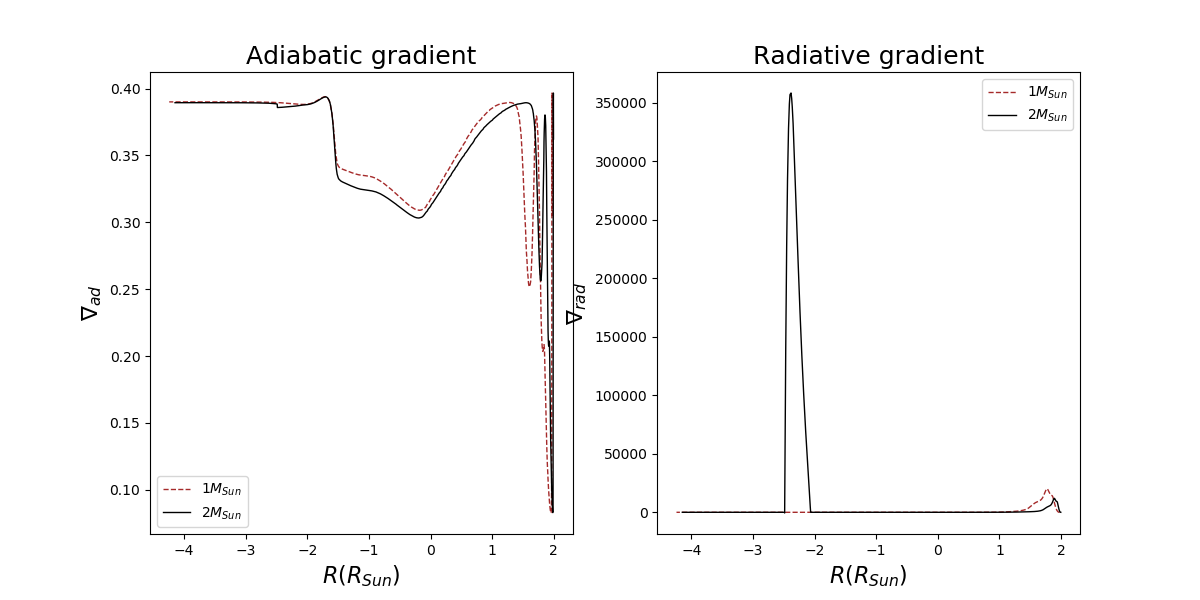 Adiabatic gradient
∇ad
0.40
0.35
0.30
0.25
0.20
0.15
0.10
−4 −3 −2 −1 0 1 2
R(RSun)
1MSun
2MSun
Radiative gradient
∇rad
350000
300000
250000
200000
150000
100000
50000
0
−4 −3 −2 −1 0 1 2
R(RSun)
1MSun
2MSun